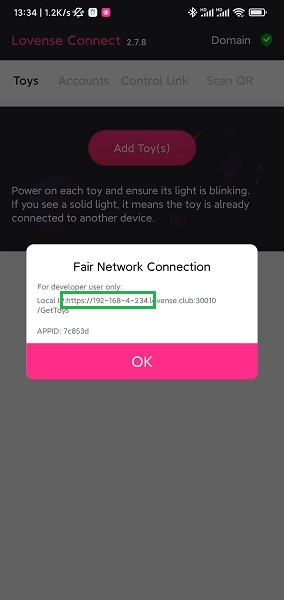 13:34 | 1.2K/s
Lovense Connect 2.7.8 Domain
Toys Accounts Control Link Scan QR
Add Toy(s)
Power on each toy and ensure its light is blinking.
If you see a solid light, it means the toy is already
connected to another device.
Fair Network Connection
For developer user only:
Local IP:https://192-168-4-234.lovense.club:30010
/GetToys
APPID: 7c853d
OK